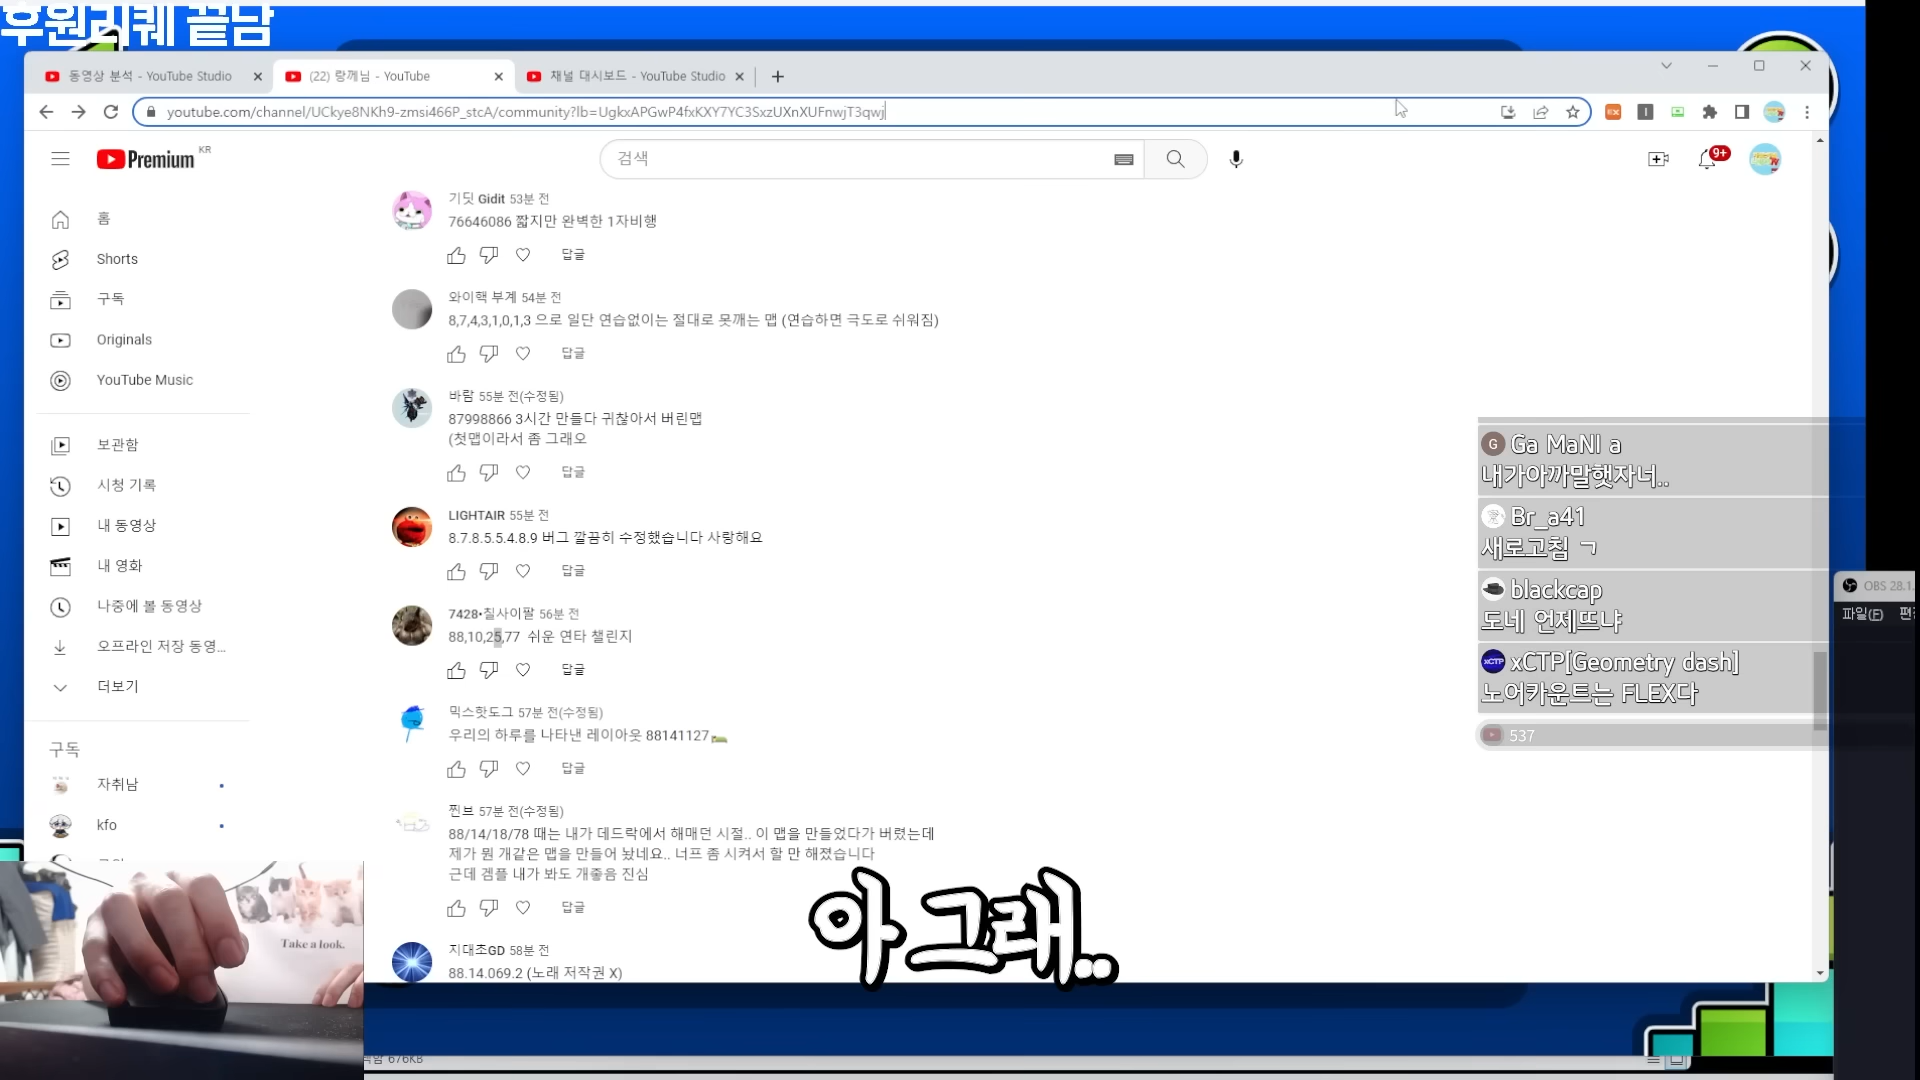 후원리퀘 끝남
동영상 분석 - YouTube Studio
(22) 랑께님 - YouTube
채널 대시보드 - YouTube Studio
youtube.com/channel/UCkye8NKh9-zmsi466P_stcA/community?lb=UgkxAPGwP4fxKXY7YC3SxzUXnXUFnwjT3qwj
Premium KR
검색
9+
홈
Shorts
구독
Originals
YouTube Music
보관함
시청 기록
내 동영상
내 영화
나중에 볼 동영상
오프라인 저장 동영...
더보기
구독
자취남
kfo
기딧 Gidit 53분 전
76646086 짧지만 완벽한 1자비행
답글
와이핵 부계 54분 전
8,7,4,3,1,0,1,3 으로 일단 연습없이는 절대로 못깨는 맵 (연습하면 극도로 쉬워짐)
답글
바람 55분 전(수정됨)
87998866 3시간 만들다 귀찮아서 버린맵
(첫맵이라서 좀 그래오
답글
LIGHTAIR 55분 전
8.7.8.5.5.4.8.9 버그 깔끔히 수정했습니다 사랑해요
답글
7428•칠사이팔 56분 전
88,10,25,77 쉬운 연타 챌린지
답글
믹스핫도그 57분 전(수정됨)
우리의 하루를 나타낸 레이아웃 88141127
답글
찐브 57분 전(수정됨)
88/14/18/78 때는 내가 데드락에서 해매던 시절.. 이 맵을 만들었다가 버렸는데
제가 뭔 개같은 맵을 만들어 놨네요.. 너프 좀 시켜서 할 만 해졌습니다
근데 겜플 내가 봐도 개좋음 진심
답글
지대초GD 58분 전
88.14.069.2 (노래 저작권 X)
G Ga MaNI a
내가아까말햇자너..
Br_a41
새로고침 ㄱ
blackcap
도네 언제뜨냐
xCTP xCTP[Geometry dash]
노어카운트는 FLEX다
537
OBS 28.1.
파일(F)
Take a look.
아 그래..
676KB